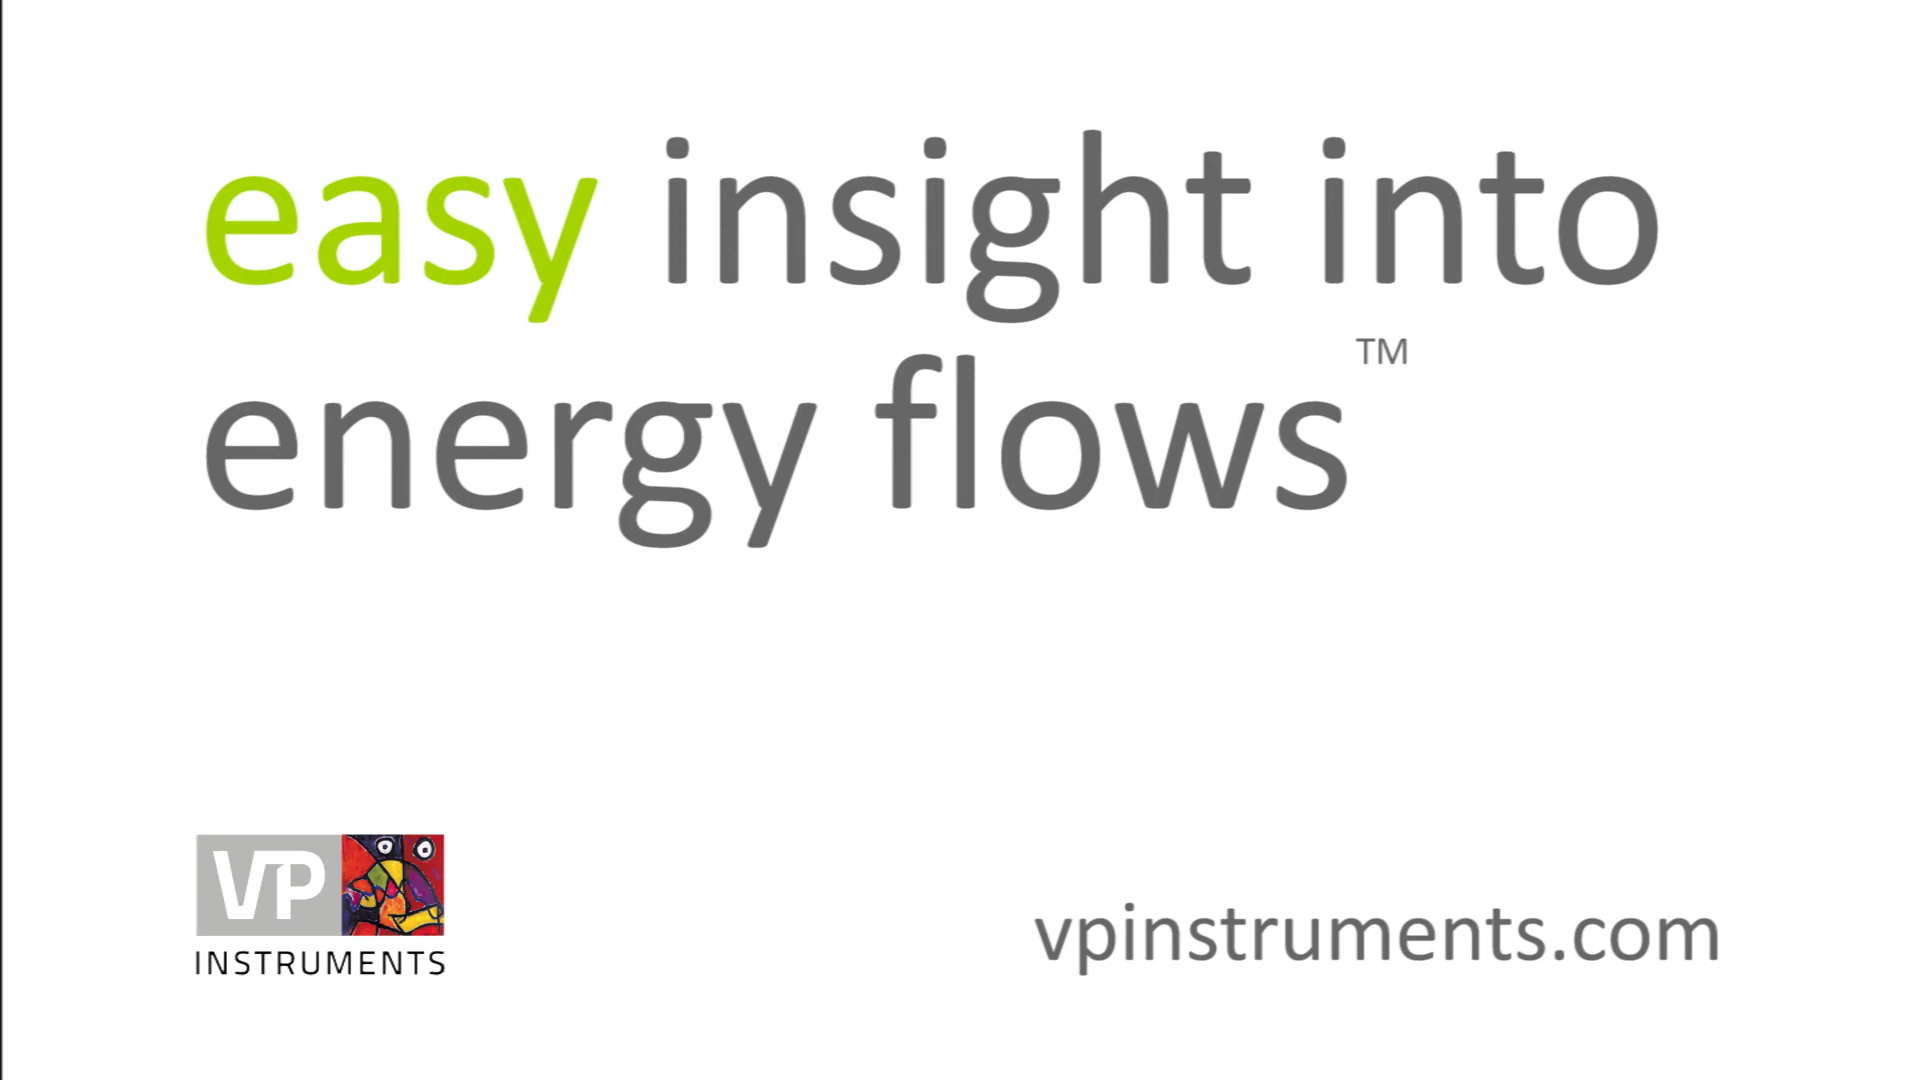 easy insight into
energy flows™
VP
INSTRUMENTS
vpinstruments.com